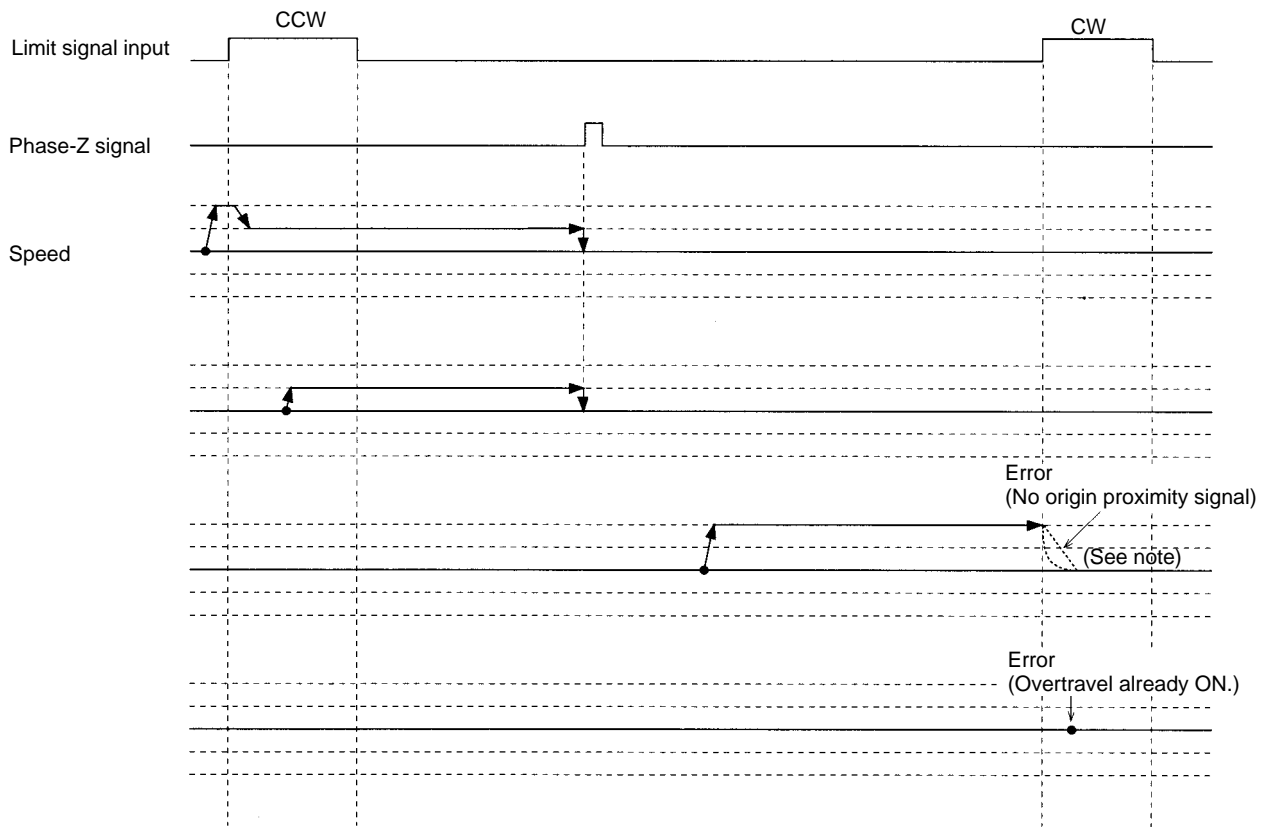 CCW
CW
Limit signal input
Phase-Z signal
Speed
Error
(No origin proximity signal)
(See note)
Error
(Overtravel already ON.)